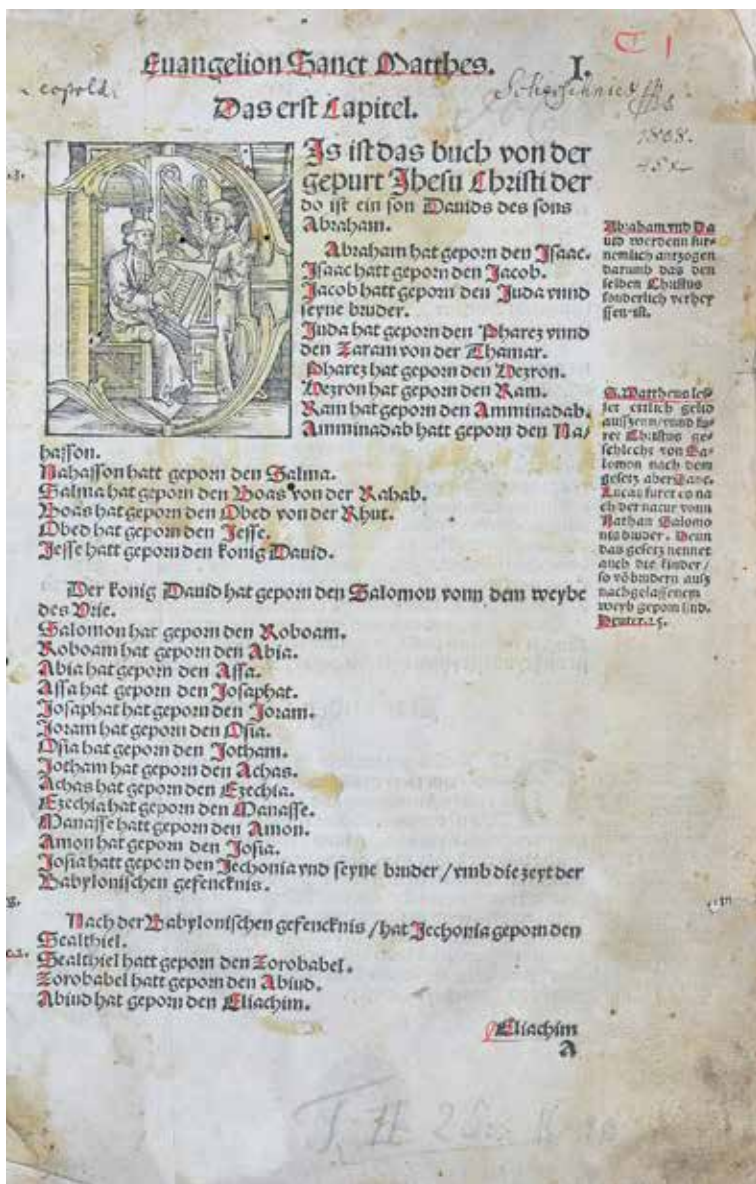 Euangelion Sanct Matthes. I.
C 1
eopold.
Scherschnick
1808.
Das erst Capitel.
Is ist das buch von der
gepurt Jhesu Christi der
do ist ein son Dauids des sons
Abraham.
Abraham hat geporn den Isaac.
Isaac hatt geporn den Jacob.
Jacob hatt geporn den Juda vnnd
seyne bruder.
Juda hat geporn den Pharez vnnd
den Zaram von der Thamar.
Pharez hat geporn den Hezron.
Hezron hat geporn den Ram.
Ram hat geporn den Amminadab.
Amminadab hatt geporn den Na/
hasson.
Nahasson hatt geporn den Salma.
Salma hat geporn den Boas von der Rahab.
Boas hat geporn den Obed von der Rhut.
Obed hat geporn den Jesse.
Jesse hatt geporn den konig Dauid.
Der konig Dauid hat geporn den Salomon vonn dem weybe
des Vrie.
Salomon hat geporn den Roboam.
Roboam hat geporn den Abia.
Abia hat geporn den Assa.
Assa hat geporn den Josaphat.
Josaphat hat geporn den Joram.
Joram hat geporn den Osia.
Osia hat geporn den Jotham.
Jotham hat geporn den Achas.
Achas hat geporn den Ezechia.
Ezechia hat geporn den Manasse.
Manasse hatt geporn den Amon.
Amon hat geporn den Josia.
Josia hatt geporn den Jechonia vnd seyne bruder / vmb die zeyt der
Babylonischen gefencknis.
Nach der Babylonischen gefencknis / hat Jechonia geporn den
Sealthiel.
Sealthiel hatt geporn den Zorobabel.
Zorobabel hatt geporn den Abiud.
Abiud hat geporn den Eliachim.
Abraham vnd Da
uid werdenn fur-
nemlich antzogen
darumb das den
selben Christus
sonderlich verhey
ssen ist.
S. Mattheus les
set ettlich gelid
aussenn/vnnd fu-
ret Christus ge-
schlecht von Sa-
lomon nach dem
gesetz aber Sanc.
Lucas furet es na
ch der natur vonn
Nathan Salomo
nis bruder. Denn
das gesetz nennet
auch die kinder/
so võ brudern ausz
nachgelassenem
weyb geporn sind.
Deuter. 25.
Eliachim
A